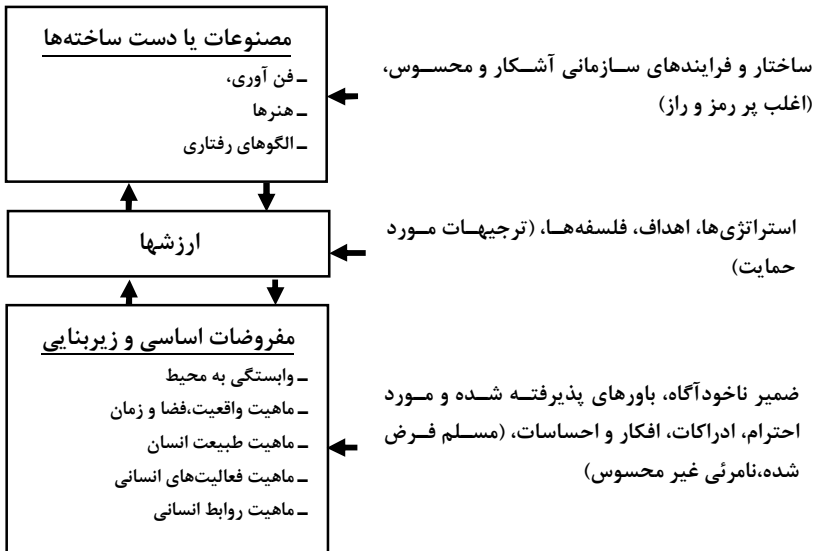 مصنوعات یا دست ساخته‌ها
ـ فن آوری،
ـ هنرها
ـ الگوهای رفتاری
ساختار و فرایندهای سازمانی آشکار و محسوس،
(اغلب پر رمز و راز)
ارزشها
استراتژی‌ها، اهداف، فلسفه‌ها، (ترجیهات مورد
حمایت)
مفروضات اساسی و زیربنایی
ـ وابستگی به محیط
ـ ماهیت واقعیت،فضا و زمان
ـ ماهیت طبیعت انسان
ـ ماهیت فعالیت‌های انسانی
ـ ماهیت روابط انسانی
ضمیر ناخودآگاه، باورهای پذیرفته شده و مورد
احترام، ادراکات، افکار و احساسات، (مسلم فرض
شده،نامرئی غیر محسوس)